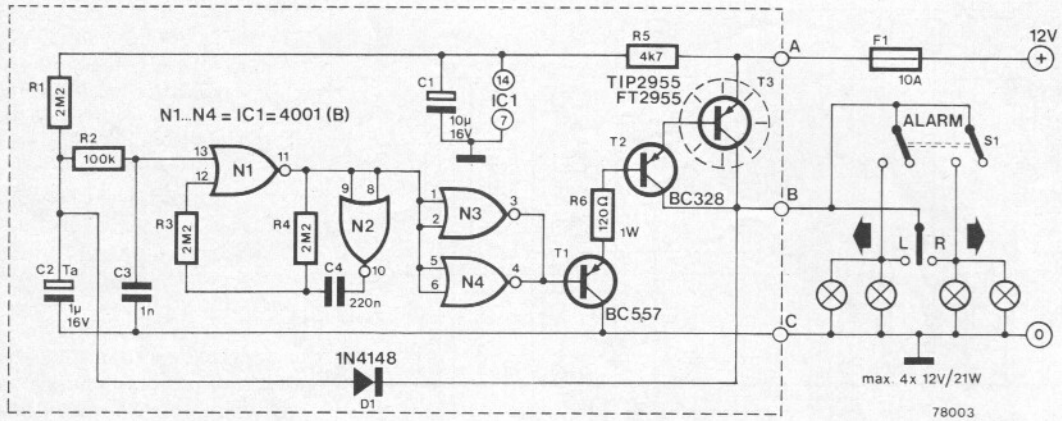 A
F1
12V
+
10A
R5
4k7
T3
TIP2955
FT2955
R1
2M2
C1
10µ
16V
14
IC1
7
N1...N4 = IC1 = 4001 (B)
ALARM
S1
R2
100k
13
12
N1
11
T2
BC328
9
8
N2
10
1
2
N3
3
R6
120Ω
1W
B
R3
2M2
R4
2M2
C4
220n
5
6
N4
4
T1
BC557
L
R
C2
Ta
1µ
16V
C3
1n
C
0
1N4148
D1
max. 4x 12V/21W
78003